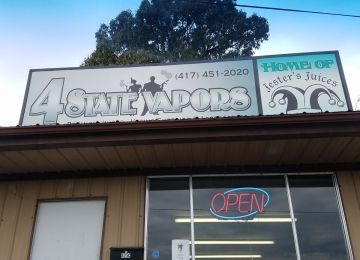 (417) 451-2020
4 STATE VAPORS
HOME OF
Jester's Juices
OPEN